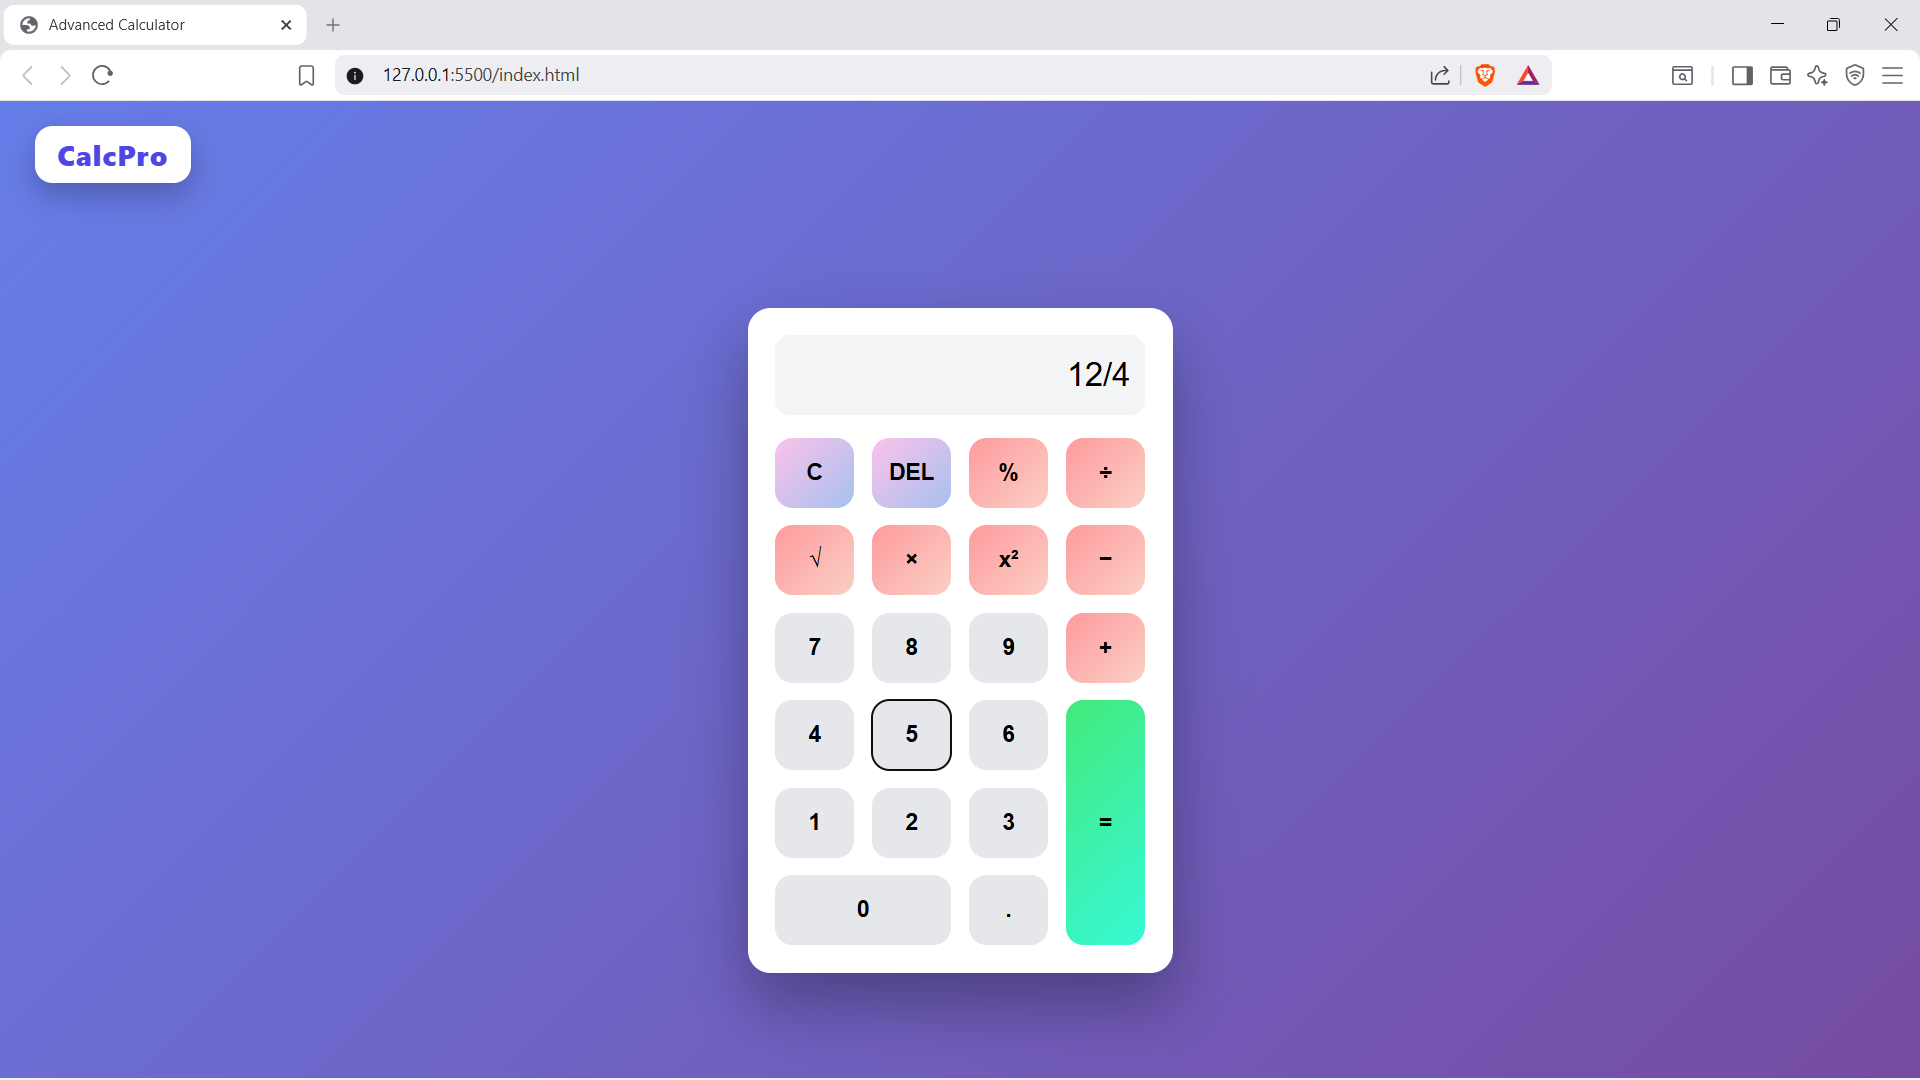 Advanced Calculator
127.0.0.1:5500/index.html
CalcPro
12/4
C DEL % ÷
√ × x² −
7 8 9 +
4 5 6
1 2 3 =
0 .